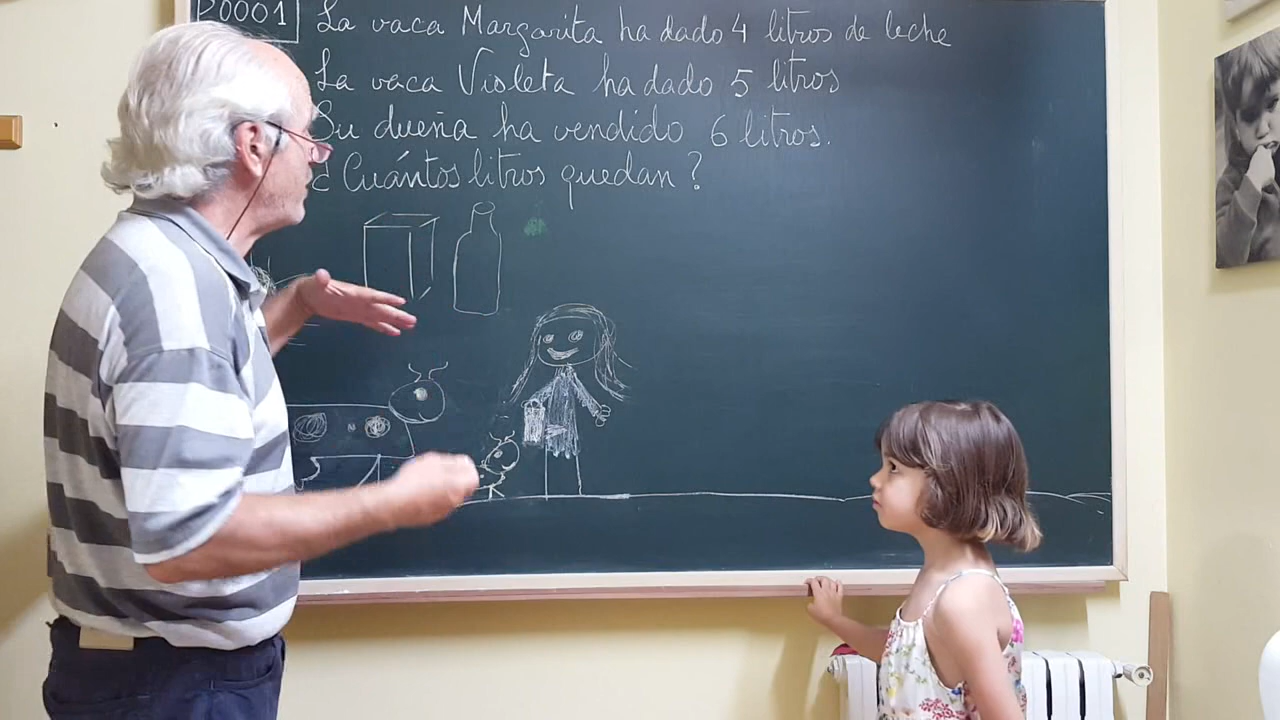 P0001 La vaca Margarita ha dado 4 litros de leche
La vaca Violeta ha dado 5 litros
Su dueña ha vendido 6 litros.
¿Cuántos litros quedan?